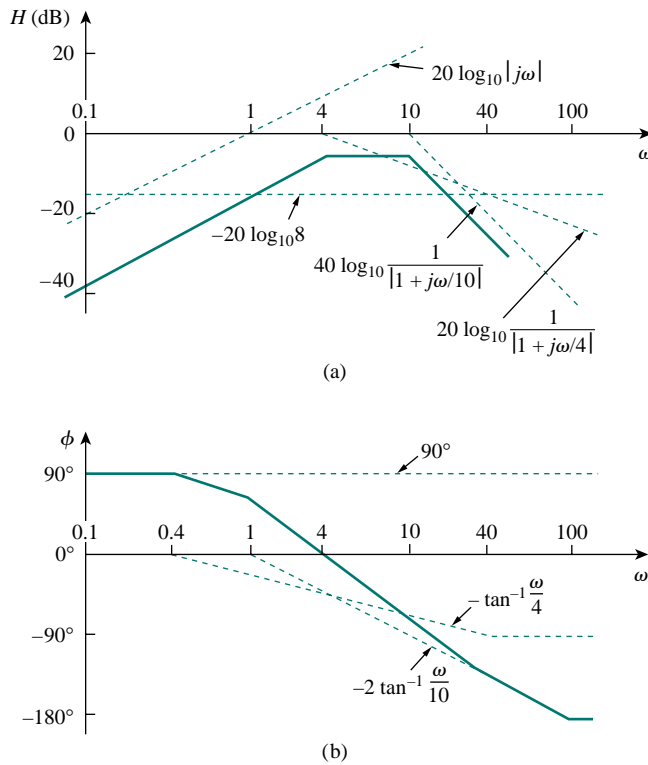 H (dB)
20
20 log₁₀ |jω|
0.1 1 4 10 40 100
0
ω
−20
−20 log₁₀8
40 log₁₀ 1/|1 + jω/10|
−40
20 log₁₀ 1/|1 + jω/4|
(a)
ϕ
90°
90°
0.1 0.4 1 4 10 40 100
0°
ω
− tan⁻¹ ω/4
−90°
−2 tan⁻¹ ω/10
−180°
(b)